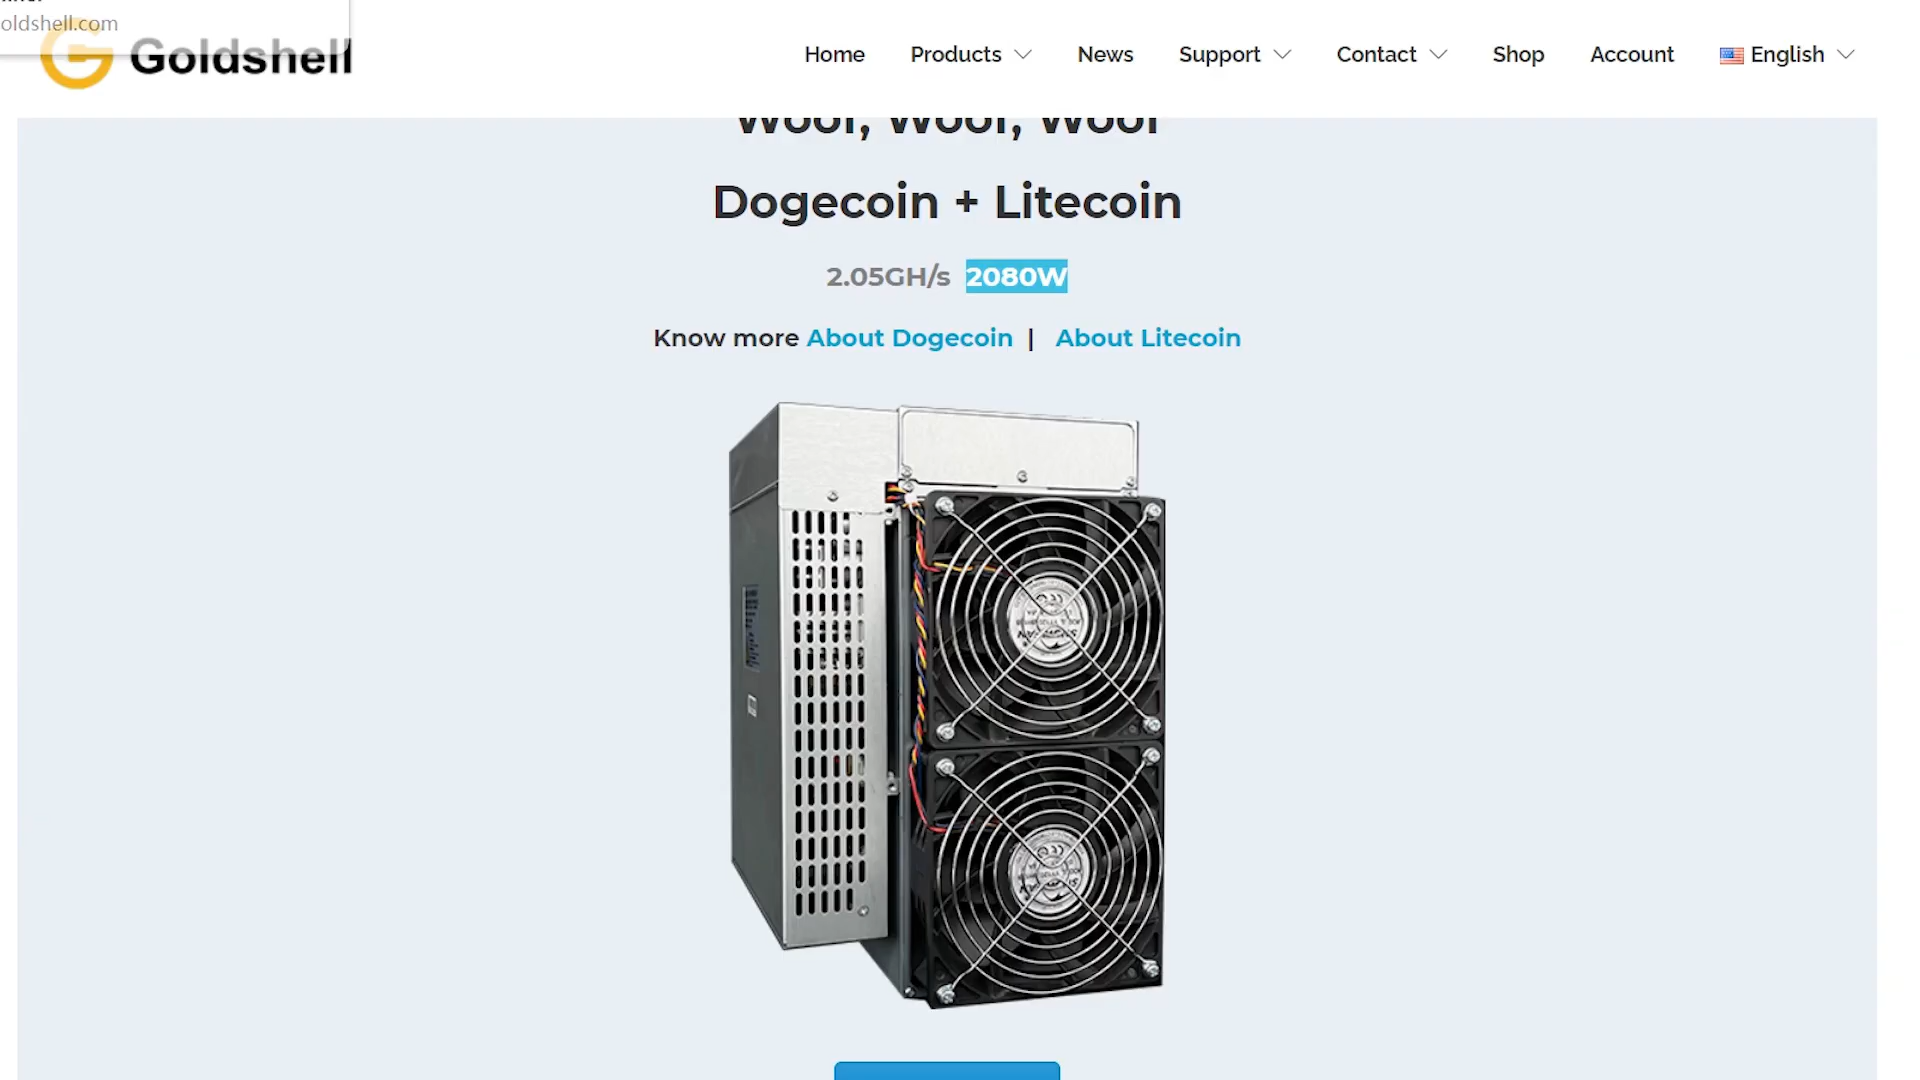 oldshell.com
Goldshell
Home Products News Support Contact Shop Account English
Woof, Woof, Woof
Dogecoin + Litecoin
2.05GH/s 2080W
Know more About Dogecoin | About Litecoin